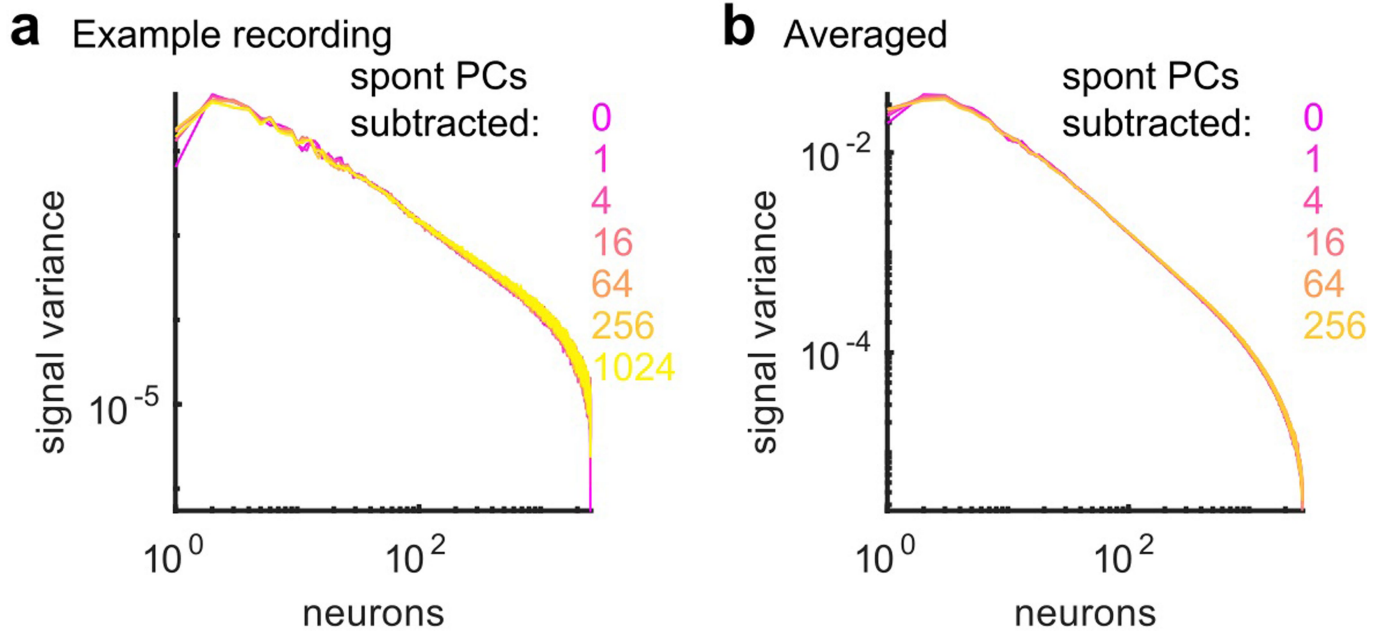 a Example recording
spont PCs
subtracted:
0
1
4
16
64
256
1024
signal variance
10^-5
10^0
10^2
neurons
b Averaged
spont PCs
subtracted:
0
1
4
16
64
256
signal variance
10^-2
10^-4
10^0
10^2
neurons